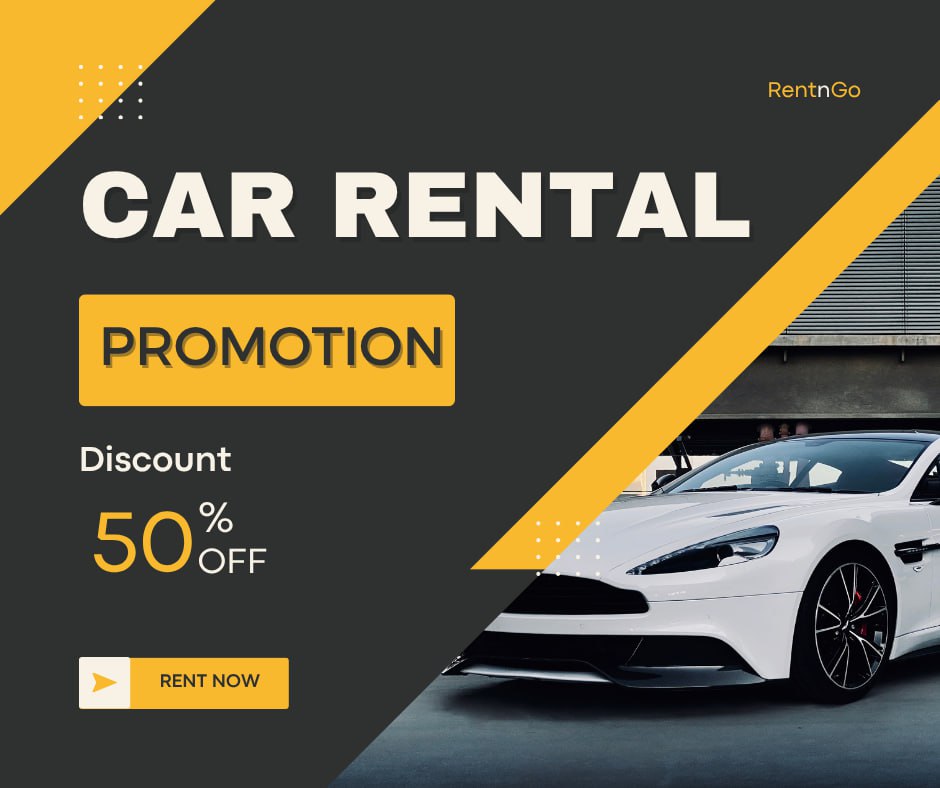 RentnGo
CAR RENTAL
PROMOTION
Discount
50%
OFF
RENT NOW